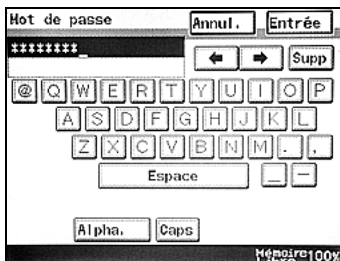 Mot de passe Annul. Entrée
********_ ← → Supp
@ Q W E R T Y U I O P
A S D F G H J K L
Z X C V B N M . ,
Espace _ —
Alpha. Caps
Mémoire 100%
Libre